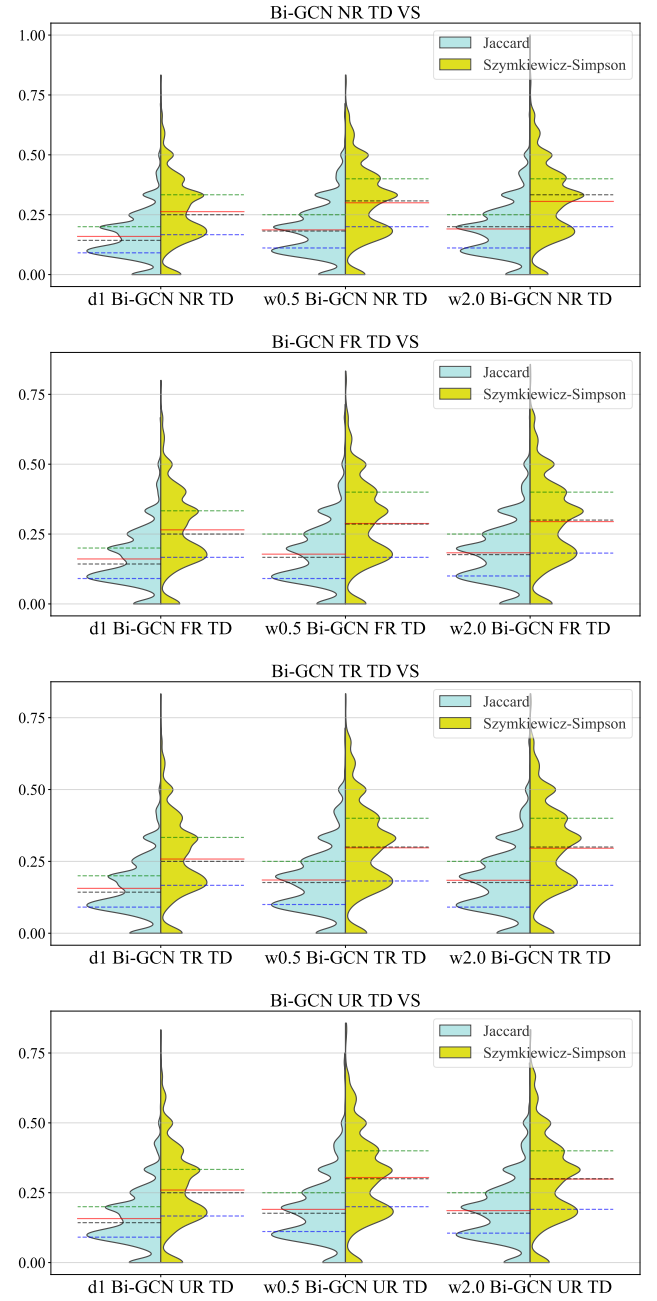 Bi-GCN NR TD VS
1.00
Jaccard
Szymkiewicz-Simpson
0.75
0.50
0.25
0.00
d1 Bi-GCN NR TD w0.5 Bi-GCN NR TD w2.0 Bi-GCN NR TD
Bi-GCN FR TD VS
Jaccard
0.75
Szymkiewicz-Simpson
0.50
0.25
0.00
d1 Bi-GCN FR TD w0.5 Bi-GCN FR TD w2.0 Bi-GCN FR TD
Bi-GCN TR TD VS
Jaccard
0.75
Szymkiewicz-Simpson
0.50
0.25
0.00
d1 Bi-GCN TR TD w0.5 Bi-GCN TR TD w2.0 Bi-GCN TR TD
Bi-GCN UR TD VS
Jaccard
0.75
Szymkiewicz-Simpson
0.50
0.25
0.00
d1 Bi-GCN UR TD w0.5 Bi-GCN UR TD w2.0 Bi-GCN UR TD